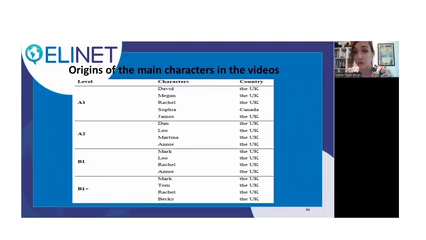 ELINET
Origins of the main characters in the videos
Level Characters Country
David the UK
Megan the UK
A1 Rachel the UK
Sophia Canada
James the UK
Dan the UK
A2 Leo the UK
Martina the UK
Annie the UK
Mark the UK
B1 Leo the UK
Rachel the UK
Annie the UK
Mark the UK
B1+ Tom the UK
Rachel the UK
Becky the UK